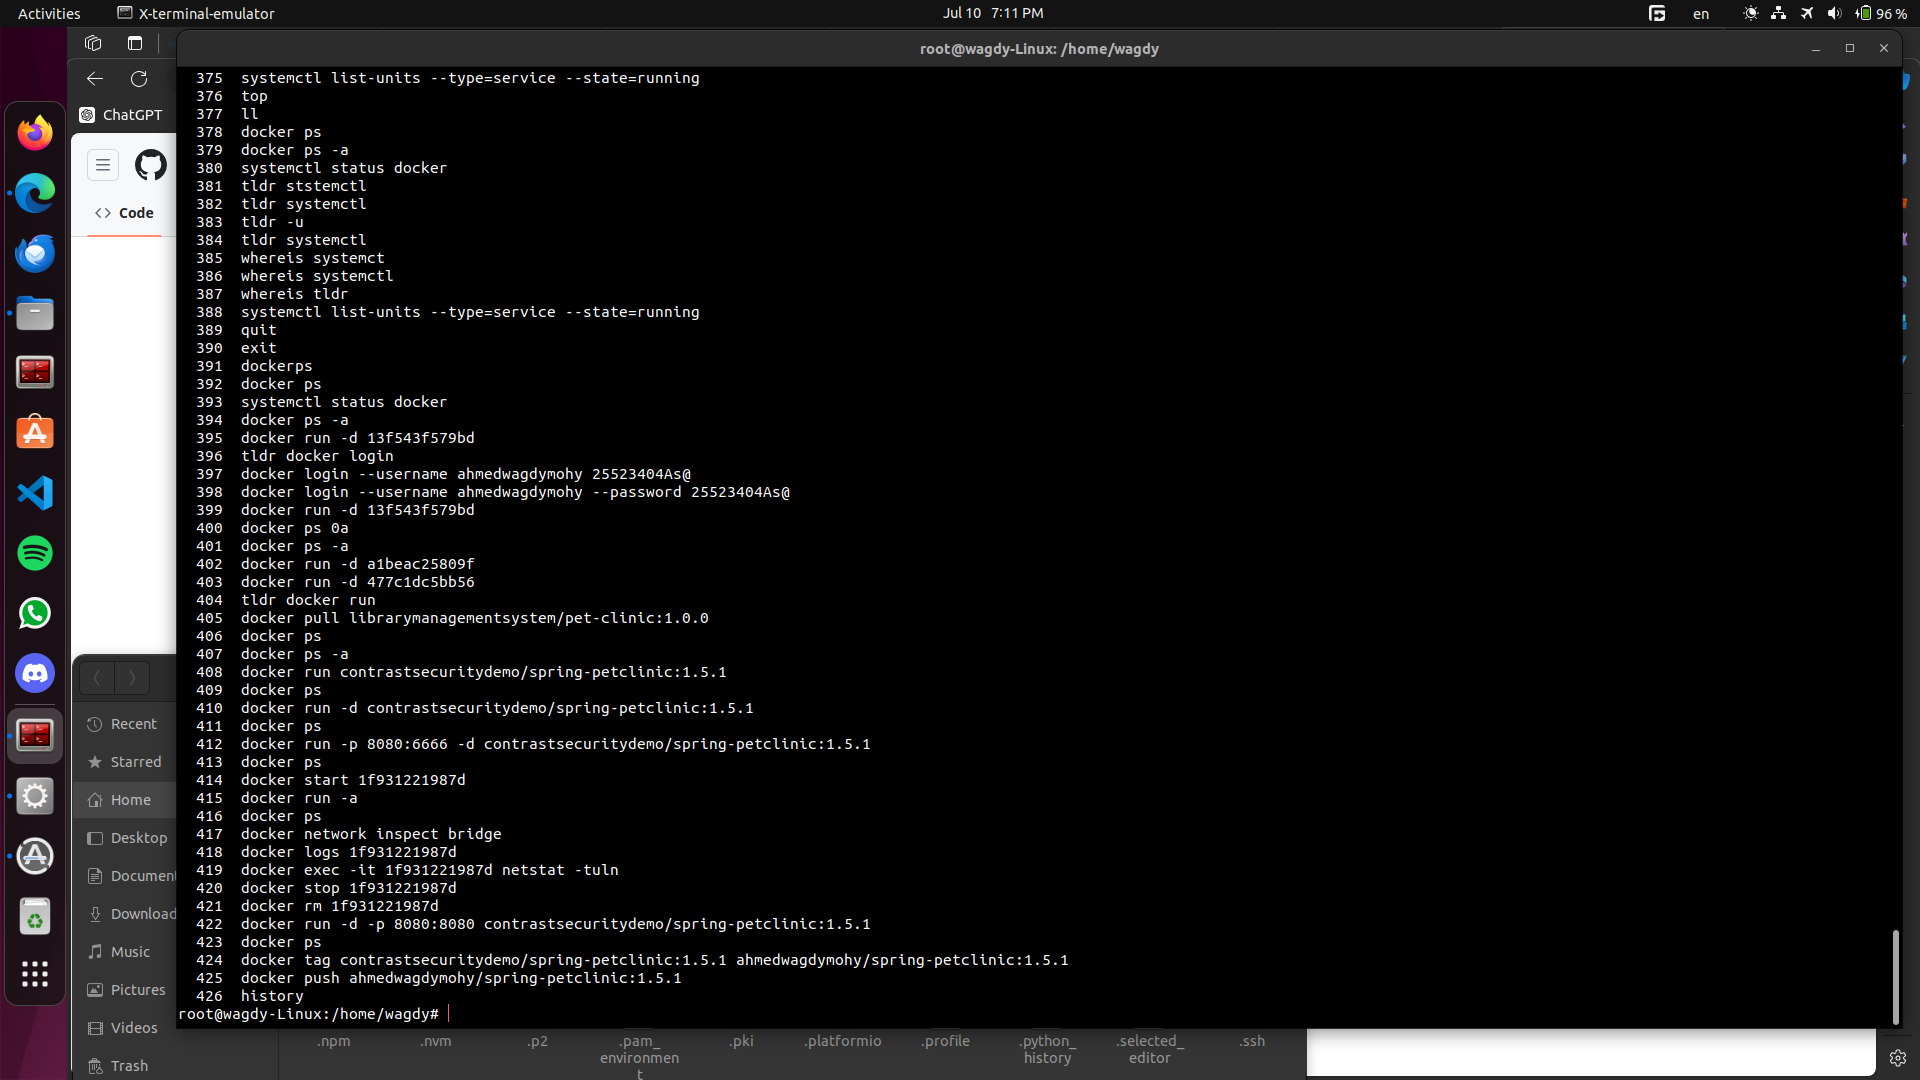 Activities
X-terminal-emulator
Jul 10 7:11 PM
en
96 %
root@wagdy-Linux: /home/wagdy
ChatGPT
Code
375 systemctl list-units --type=service --state=running
376 top
377 ll
378 docker ps
379 docker ps -a
380 systemctl status docker
381 tldr ststemctl
382 tldr systemctl
383 tldr -u
384 tldr systemctl
385 whereis systemct
386 whereis systemctl
387 whereis tldr
388 systemctl list-units --type=service --state=running
389 quit
390 exit
391 dockerps
392 docker ps
393 systemctl status docker
394 docker ps -a
395 docker run -d 13f543f579bd
396 tldr docker login
397 docker login --username ahmedwagdymohy 25523404As@
398 docker login --username ahmedwagdymohy --password 25523404As@
399 docker run -d 13f543f579bd
400 docker ps 0a
401 docker ps -a
402 docker run -d a1beac25809f
403 docker run -d 477c1dc5bb56
404 tldr docker run
405 docker pull librarymanagementsystem/pet-clinic:1.0.0
406 docker ps
407 docker ps -a
408 docker run contrastsecuritydemo/spring-petclinic:1.5.1
409 docker ps
410 docker run -d contrastsecuritydemo/spring-petclinic:1.5.1
411 docker ps
412 docker run -p 8080:6666 -d contrastsecuritydemo/spring-petclinic:1.5.1
413 docker ps
414 docker start 1f931221987d
415 docker run -a
416 docker ps
417 docker network inspect bridge
418 docker logs 1f931221987d
419 docker exec -it 1f931221987d netstat -tuln
420 docker stop 1f931221987d
421 docker rm 1f931221987d
422 docker run -d -p 8080:8080 contrastsecuritydemo/spring-petclinic:1.5.1
423 docker ps
424 docker tag contrastsecuritydemo/spring-petclinic:1.5.1 ahmedwagdymohy/spring-petclinic:1.5.1
425 docker push ahmedwagdymohy/spring-petclinic:1.5.1
426 history
root@wagdy-Linux:/home/wagdy#
Recent
Starred
Home
Desktop
Document
Download
Music
Pictures
Videos
Trash
.npm
.nvm
.p2
.pam_
environmen
t
.pki
.platformio
.profile
.python_
history
.selected_
editor
.ssh